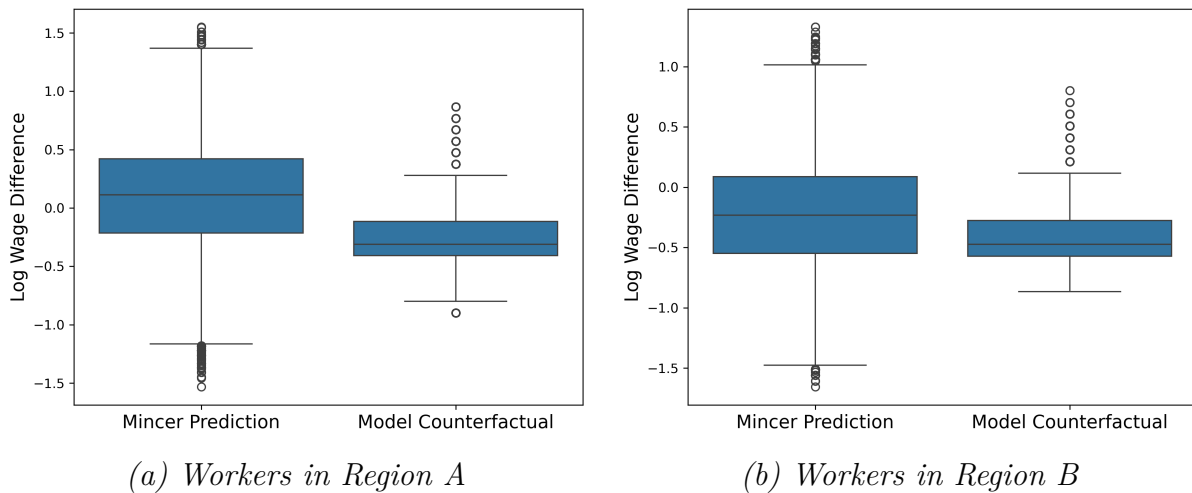 1.5
1.0
0.5
0.0
−0.5
−1.0
−1.5
Log Wage Difference
Mincer Prediction
Model Counterfactual
(a) Workers in Region A
1.0
0.5
0.0
−0.5
−1.0
−1.5
Log Wage Difference
Mincer Prediction
Model Counterfactual
(b) Workers in Region B